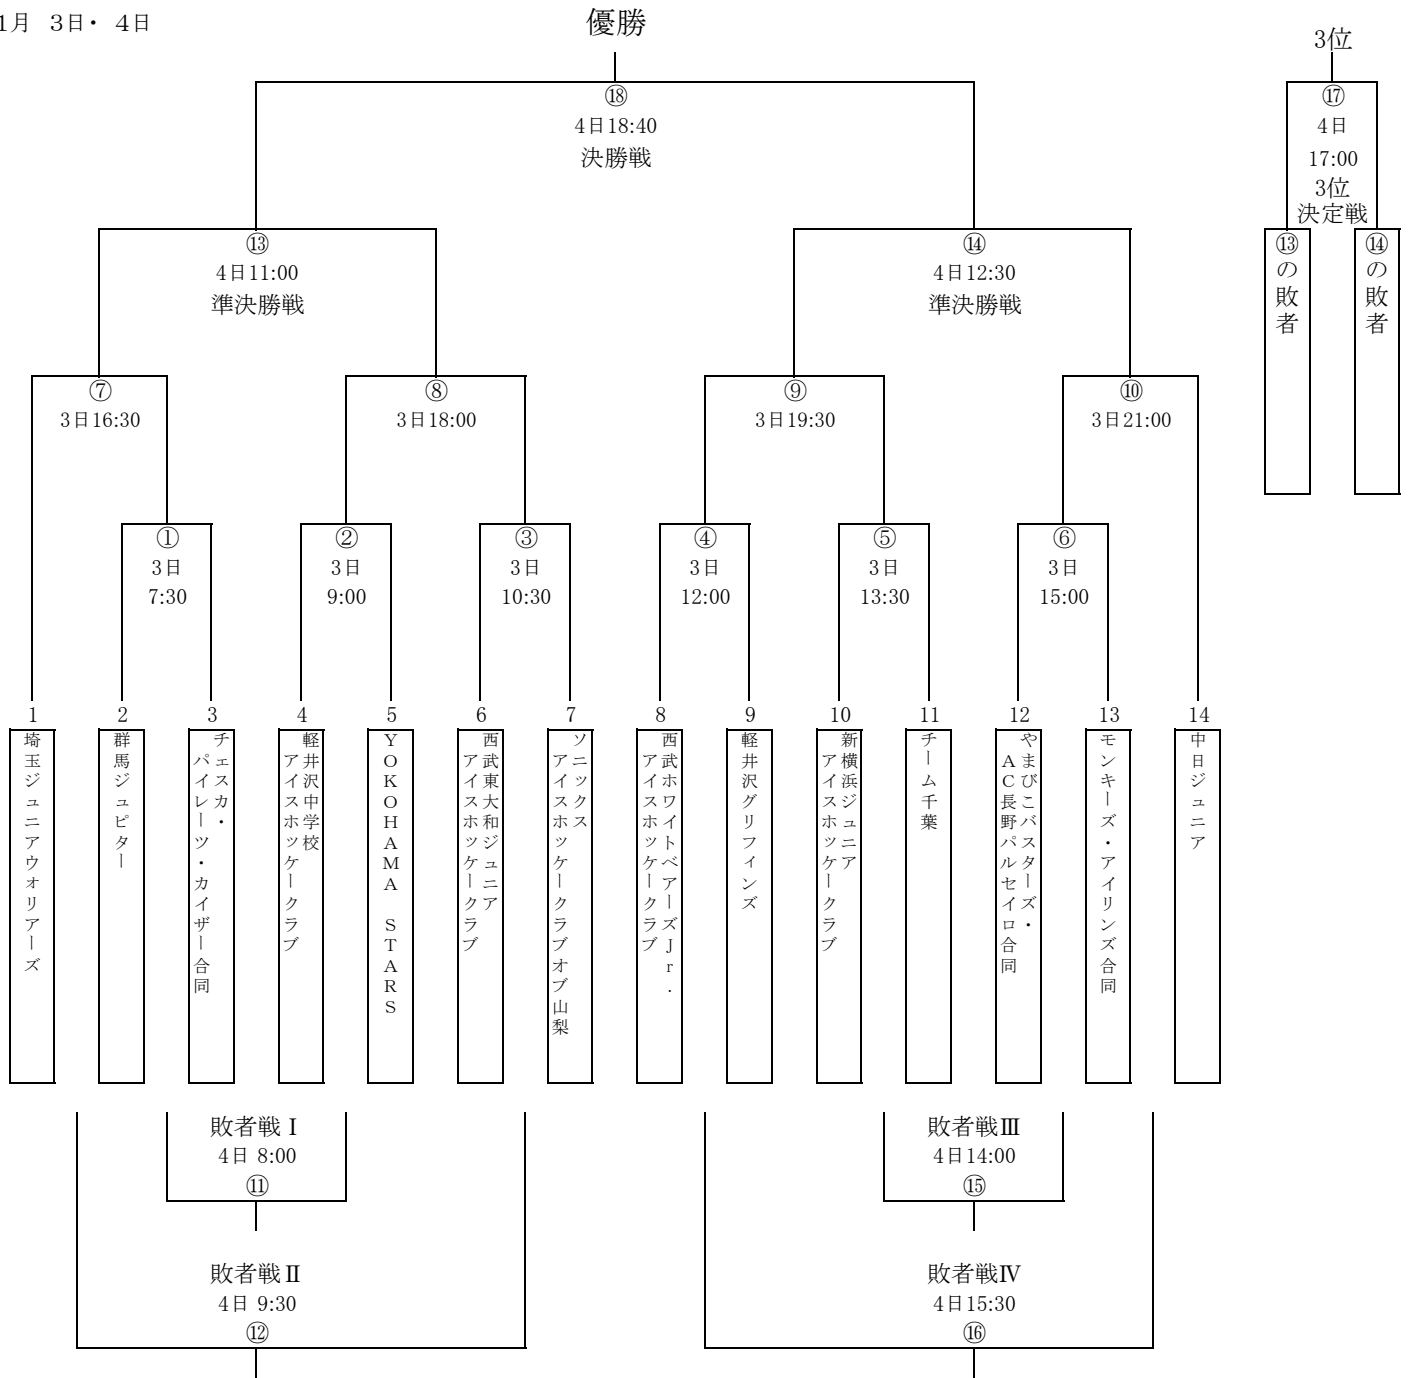 1月 3日・ 4日
優勝
3位
⑱
4日18:40
決勝戦
⑰
4日
17:00
3位
決定戦
⑬の敗者
⑭の敗者
⑬
4日11:00
準決勝戦
⑭
4日12:30
準決勝戦
⑦
3日16:30
⑧
3日18:00
⑨
3日19:30
⑩
3日21:00
①
3日
7:30
②
3日
9:00
③
3日
10:30
④
3日
12:00
⑤
3日
13:30
⑥
3日
15:00
1
埼玉ジュニアウオリアーズ
2
群馬ジュピター
3
チェスカ・
パイレーツ・カイザー合同
4
軽井沢中学校
アイスホッケークラブ
5
YOKOHAMA STARS
6
西武東大和ジュニア
アイスホッケークラブ
7
ソニックス
アイスホッケークラブオブ山梨
8
西武ホワイトベアーズJr.
アイスホッケークラブ
9
軽井沢グリフィンズ
10
新横浜ジュニア
アイスホッケークラブ
11
チーム千葉
12
やまびこバスターズ・
AC長野パルセイロ合同
13
モンキーズ・アイリンズ合同
14
中日ジュニア
敗者戦Ⅰ
4日 8:00
⑪
敗者戦Ⅲ
4日14:00
⑮
敗者戦Ⅱ
4日 9:30
⑫
敗者戦Ⅳ
4日15:30
⑯